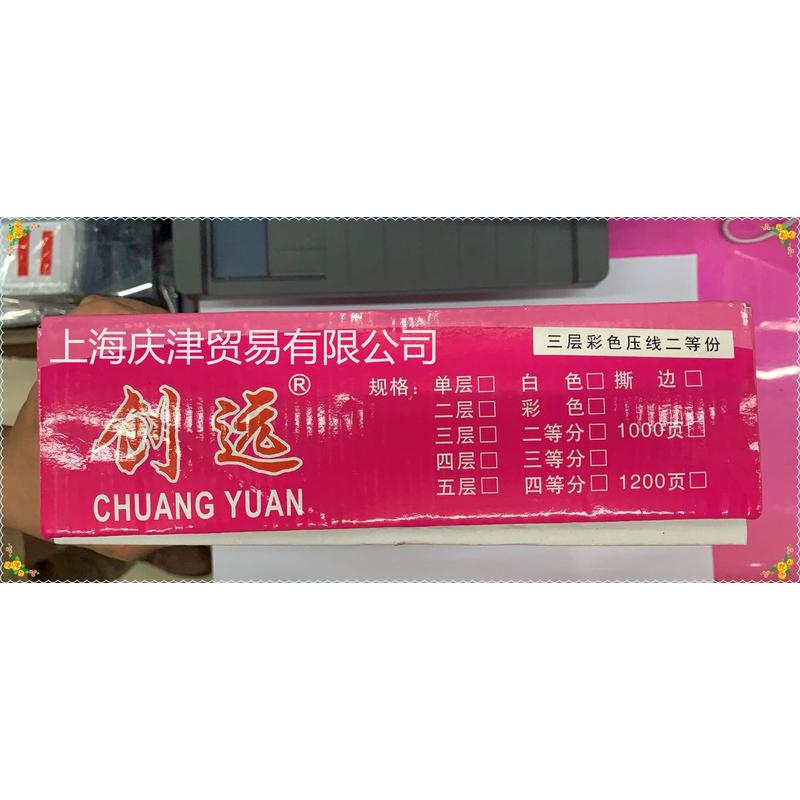 上海庆津贸易有限公司
三层彩色压线二等份
创远®
CHUANG YUAN
规格：单层□ 白色□ 撕边□
二层□ 彩色□
三层□ 二等分□ 1000页□
四层□ 三等分□
五层□ 四等分□ 1200页□